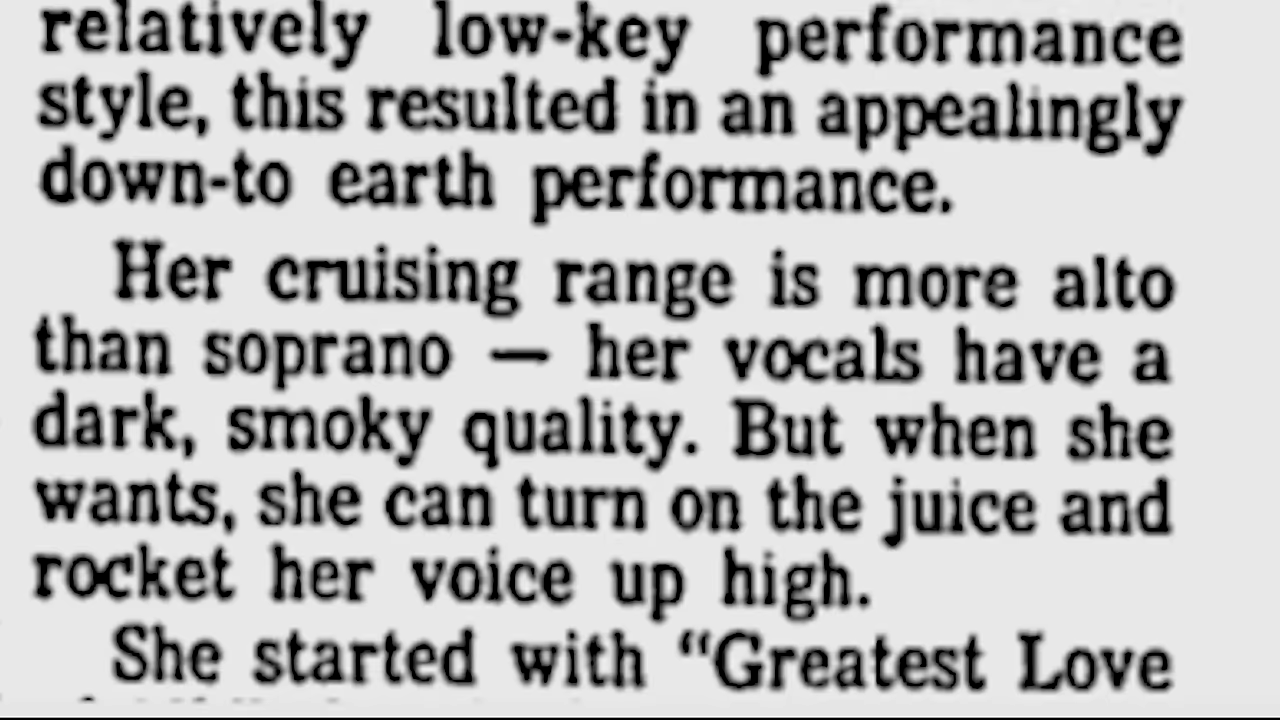 relatively low-key performance
style, this resulted in an appealingly
down-to earth performance.
Her cruising range is more alto
than soprano — her vocals have a
dark, smoky quality. But when she
wants, she can turn on the juice and
rocket her voice up high.
She started with “Greatest Love